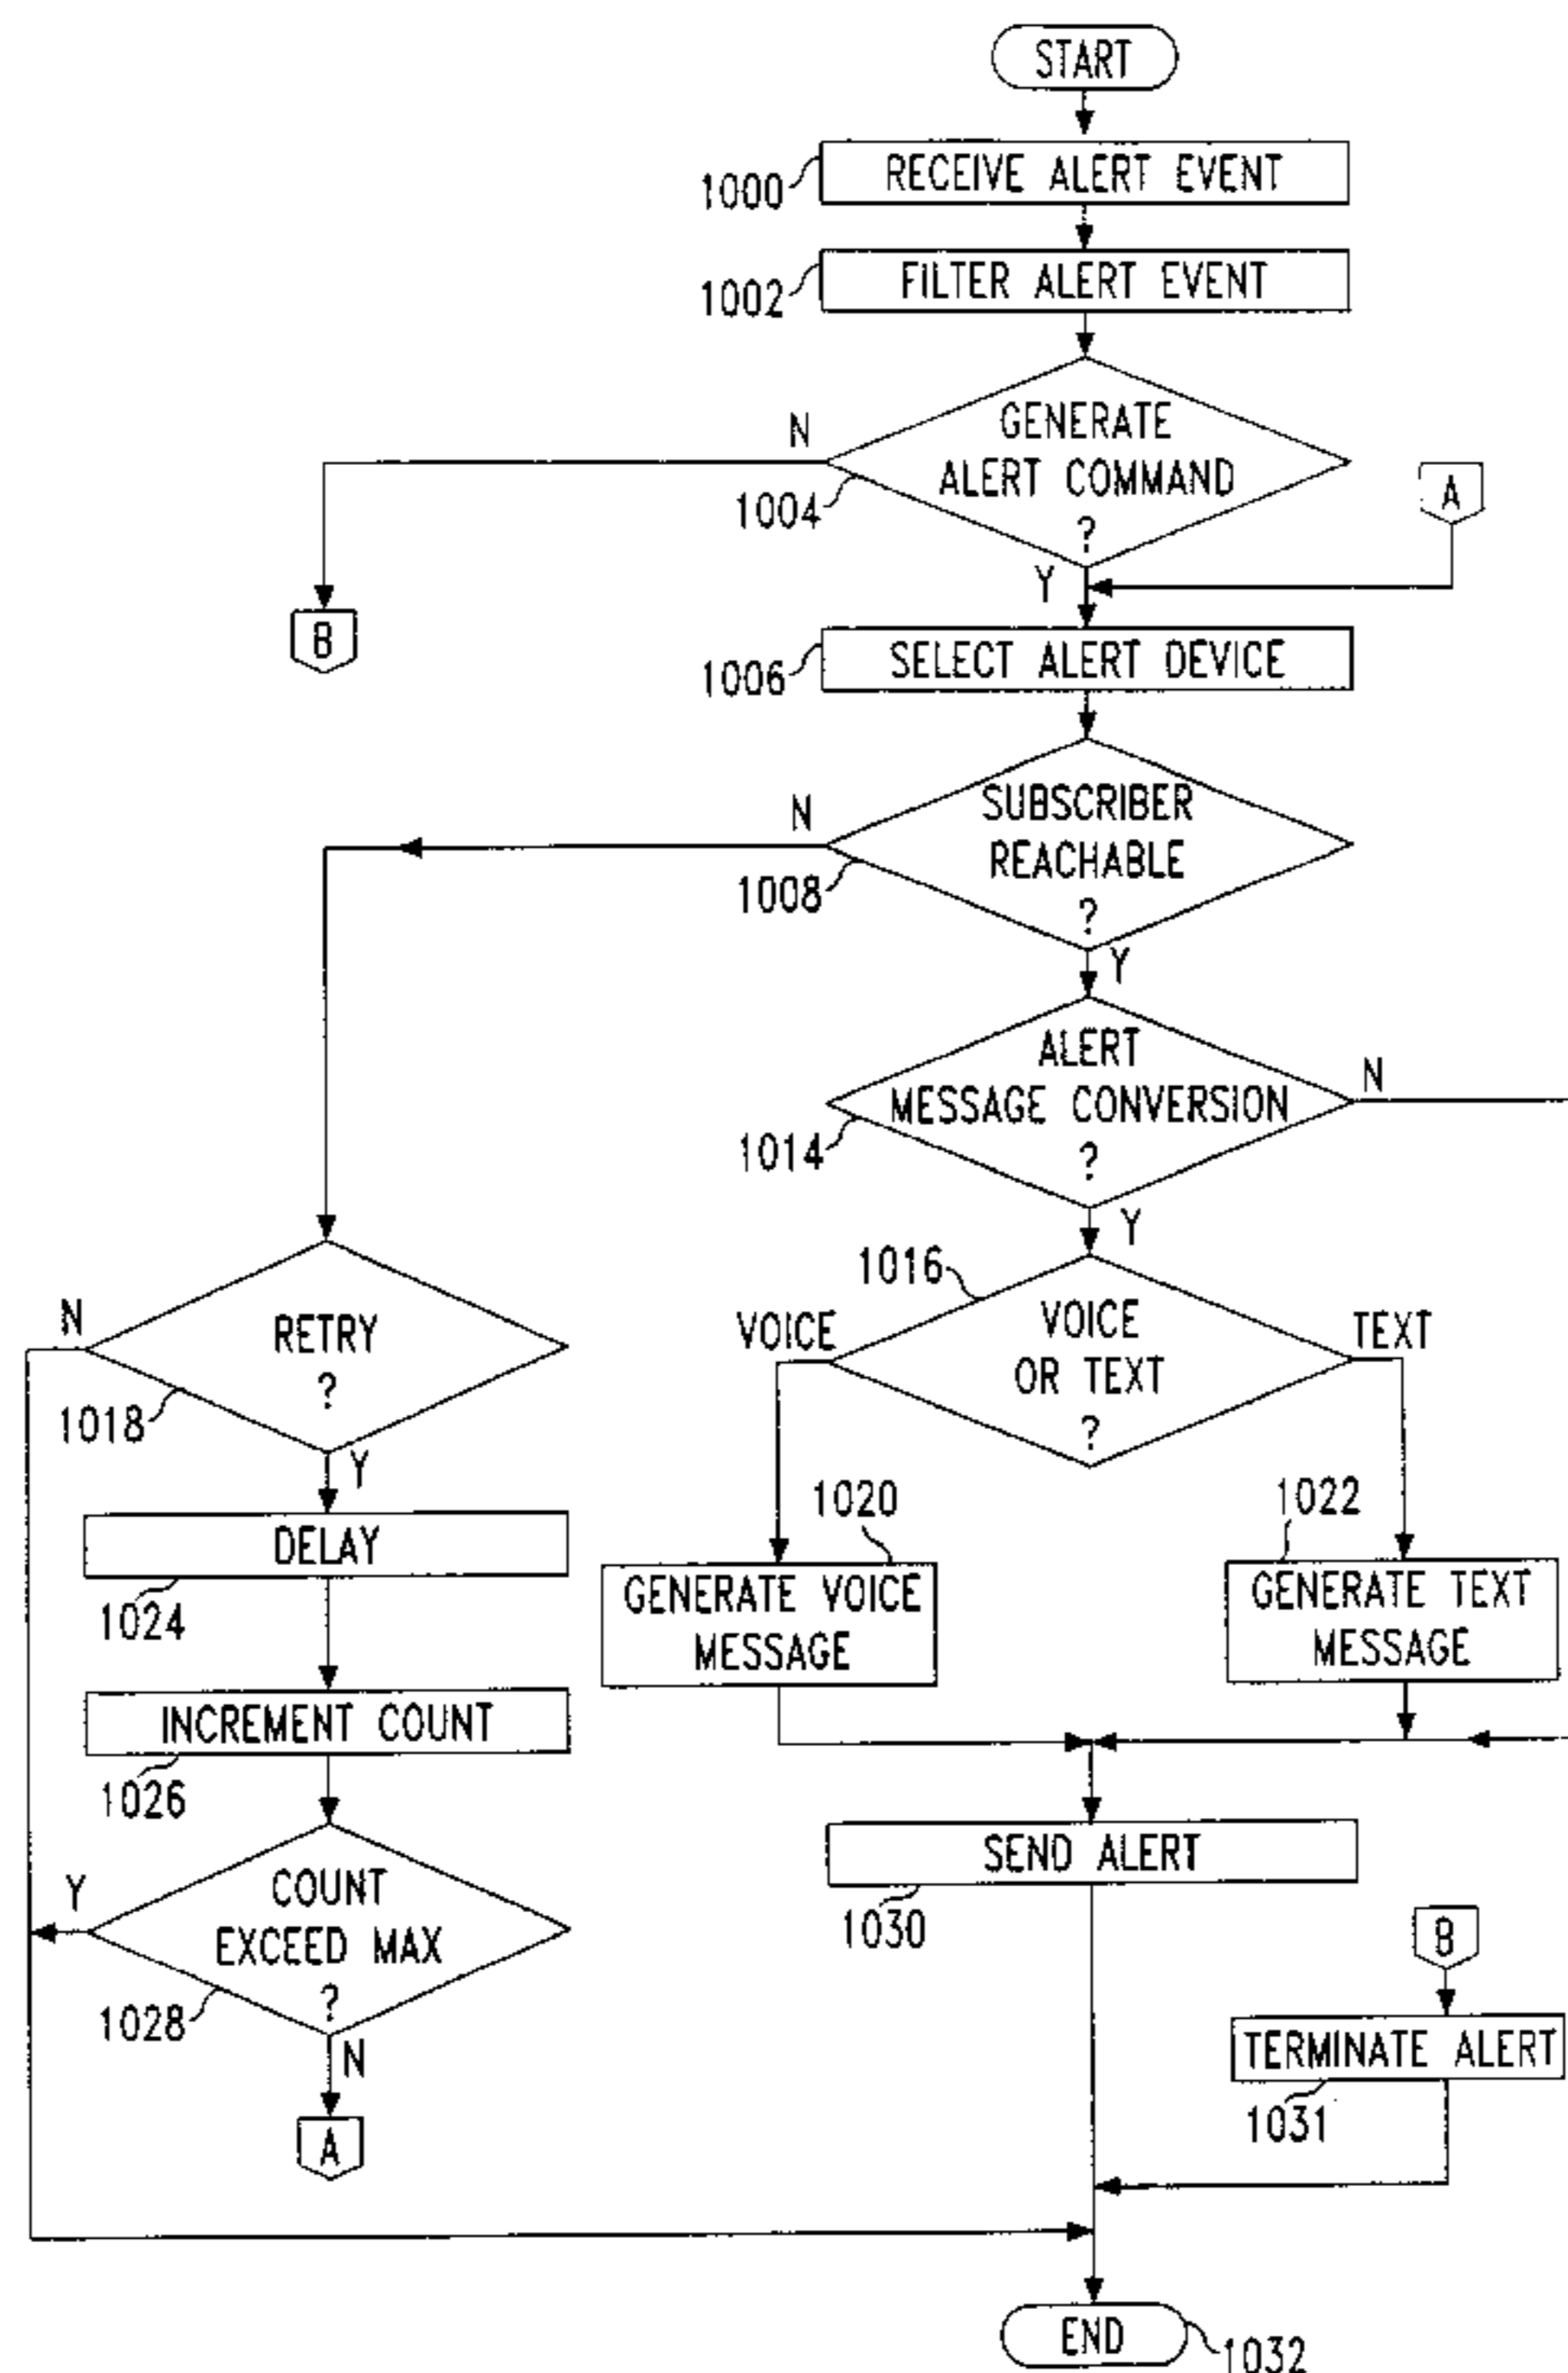 START
RECEIVE ALERT EVENT
1000
FILTER ALERT EVENT
1002
N
GENERATE
ALERT COMMAND
?
1004
A
Y
B
SELECT ALERT DEVICE
1006
N
SUBSCRIBER
REACHABLE
?
1008
Y
ALERT
MESSAGE CONVERSION
?
N
1014
Y
1016
VOICE
VOICE
OR TEXT
?
TEXT
N
RETRY
?
1018
Y
1020
1022
DELAY
1024
GENERATE VOICE
MESSAGE
GENERATE TEXT
MESSAGE
INCREMENT COUNT
1026
Y
COUNT
EXCEED MAX
?
1028
N
A
SEND ALERT
1030
B
TERMINATE ALERT
1031
END
1032